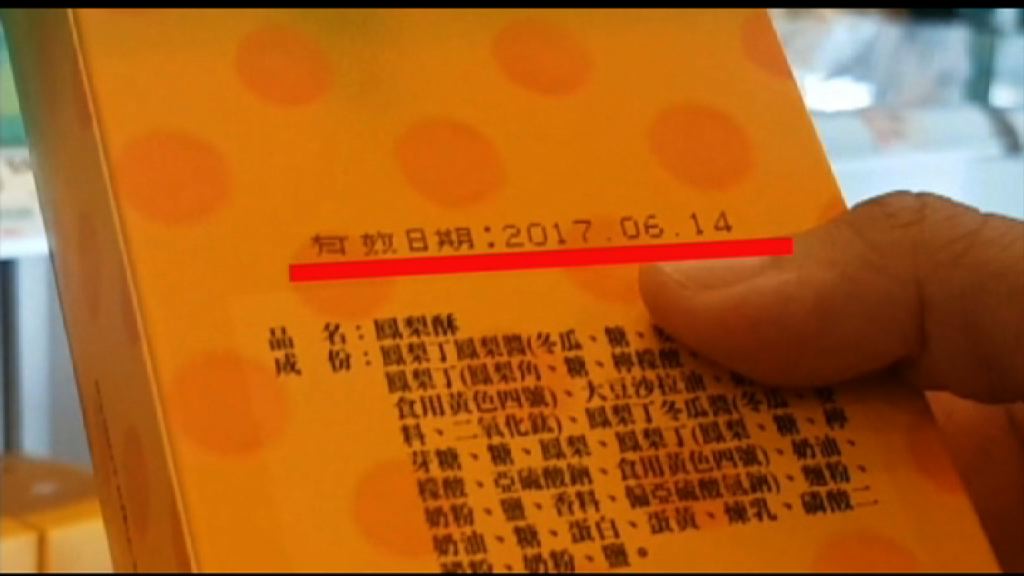 有效日期:2017.06.14
品 名：鳳梨酥
成 份：鳳梨丁鳳梨醬(冬瓜、糖、
鳳梨丁(鳳梨角、糖、檸檬酸、
食用黃色四號)、大豆沙拉油、
料、二氧化鈦)、鳳梨丁冬瓜醬(冬瓜、麥
芽糖、糖、鳳梨、鳳梨丁(鳳梨、糖、檸
檬酸、亞硫酸鈉、食用黃色四號)、奶油、
奶粉、鹽、香料、偏亞硫酸氫鈉)、麵粉、
奶油、糖、蛋白、蛋黃、煉乳、磷酸二
澱粉、奶粉、鹽。